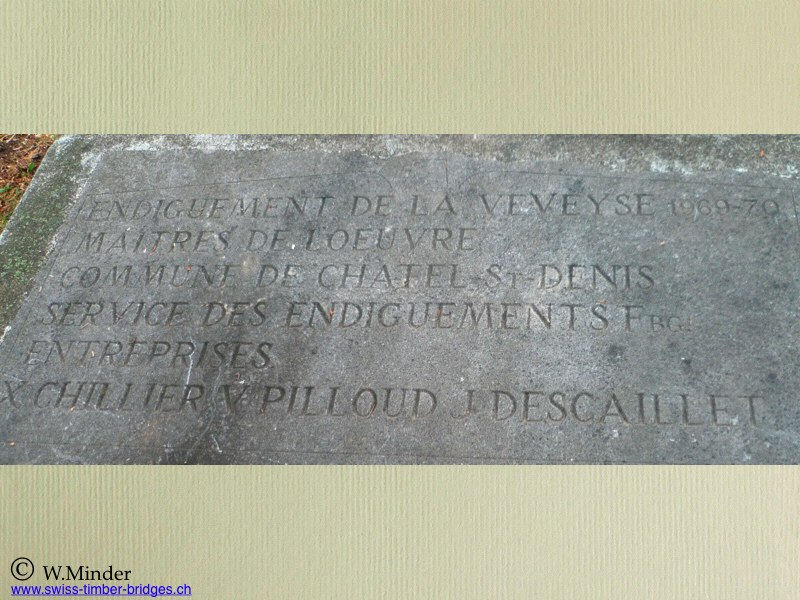 ENDIGUEMENT DE LA VEVEYSE 1969-70
MAITRES DE LOEUVRE
COMMUNE DE CHATEL-ST-DENIS
SERVICE DES ENDIGUEMENTS FBG.
ENTREPRISES
X CHILLIER V PILLOUD J DESCAILLET
© W.Minder
www.swiss-timber-bridges.ch